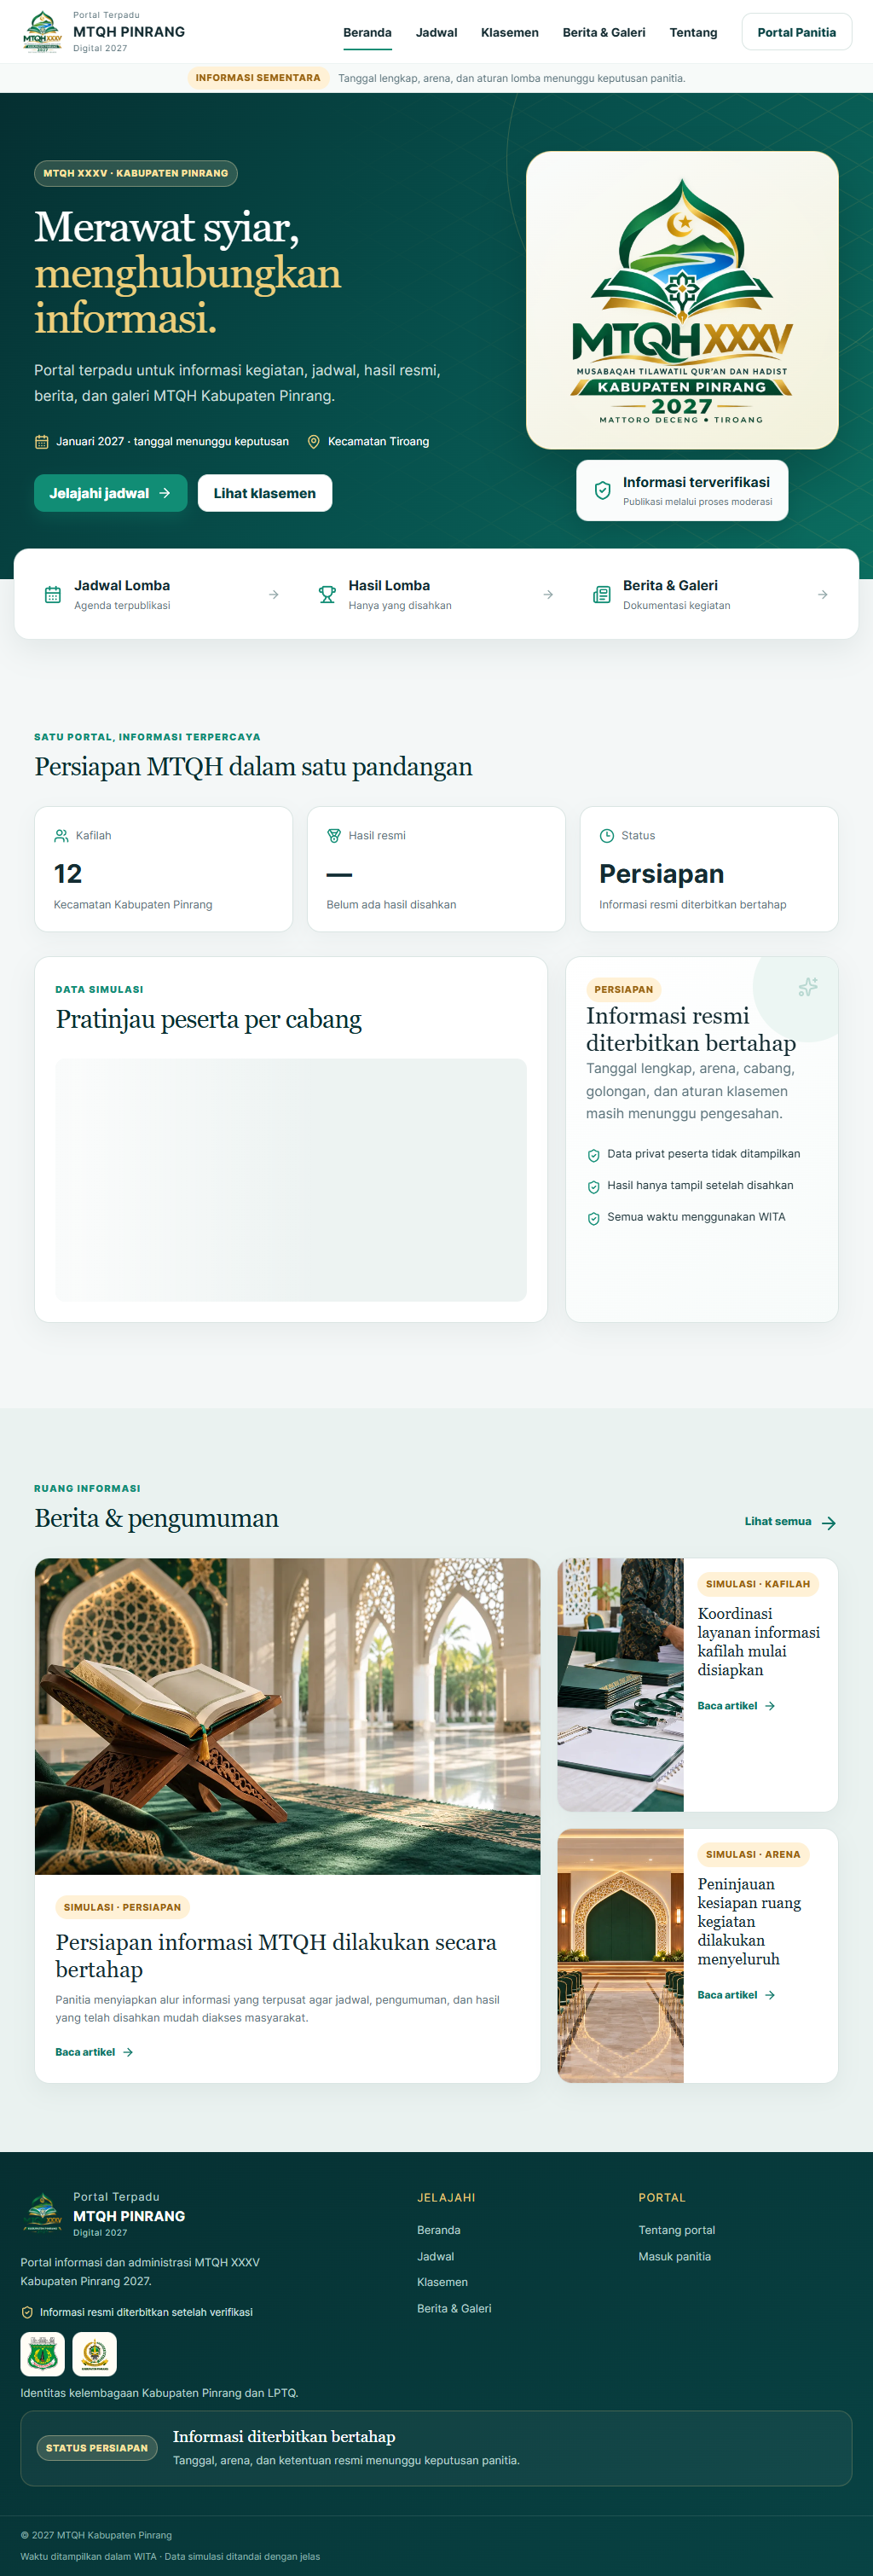 Portal Terpadu
MTQH PINRANG
Digital 2027
Beranda
Jadwal
Klasemen
Berita & Galeri
Tentang
Portal Panitia
INFORMASI SEMENTARA
Tanggal lengkap, arena, dan aturan lomba menunggu keputusan panitia.
MTQH XXXV · KABUPATEN PINRANG
Merawat syiar,
menghubungkan
informasi.
Portal terpadu untuk informasi kegiatan, jadwal, hasil resmi,
berita, dan galeri MTQH Kabupaten Pinrang.
Januari 2027 · tanggal menunggu keputusan
Kecamatan Tiroang
Jelajahi jadwal
Lihat klasemen
MTQH XXXV
MUSABAQAH TILAWATIL QUR'AN DAN HADIST
KABUPATEN PINRANG
2027
MATTORO DECENG • TIROANG
Informasi terverifikasi
Publikasi melalui proses moderasi
Jadwal Lomba
Agenda terpublikasi
Hasil Lomba
Hanya yang disahkan
Berita & Galeri
Dokumentasi kegiatan
SATU PORTAL, INFORMASI TERPERCAYA
Persiapan MTQH dalam satu pandangan
Kafilah
12
Kecamatan Kabupaten Pinrang
Hasil resmi
—
Belum ada hasil disahkan
Status
Persiapan
Informasi resmi diterbitkan bertahap
DATA SIMULASI
Pratinjau peserta per cabang
PERSIAPAN
Informasi resmi
diterbitkan bertahap
Tanggal lengkap, arena, cabang,
golongan, dan aturan klasemen
masih menunggu pengesahan.
Data privat peserta tidak ditampilkan
Hasil hanya tampil setelah disahkan
Semua waktu menggunakan WITA
RUANG INFORMASI
Berita & pengumuman
Lihat semua
SIMULASI · PERSIAPAN
Persiapan informasi MTQH dilakukan secara
bertahap
Panitia menyiapkan alur informasi yang terpusat agar jadwal, pengumuman, dan hasil
yang telah disahkan mudah diakses masyarakat.
Baca artikel
SIMULASI · KAFILAH
Koordinasi
layanan informasi
kafilah mulai
disiapkan
Baca artikel
SIMULASI · ARENA
Peninjauan
kesiapan ruang
kegiatan
dilakukan
menyeluruh
Baca artikel
Portal Terpadu
MTQH PINRANG
Digital 2027
Portal informasi dan administrasi MTQH XXXV
Kabupaten Pinrang 2027.
Informasi resmi diterbitkan setelah verifikasi
Identitas kelembagaan Kabupaten Pinrang dan LPTQ.
JELAJAHI
Beranda
Jadwal
Klasemen
Berita & Galeri
PORTAL
Tentang portal
Masuk panitia
STATUS PERSIAPAN
Informasi diterbitkan bertahap
Tanggal, arena, dan ketentuan resmi menunggu keputusan panitia.
© 2027 MTQH Kabupaten Pinrang
Waktu ditampilkan dalam WITA · Data simulasi ditandai dengan jelas